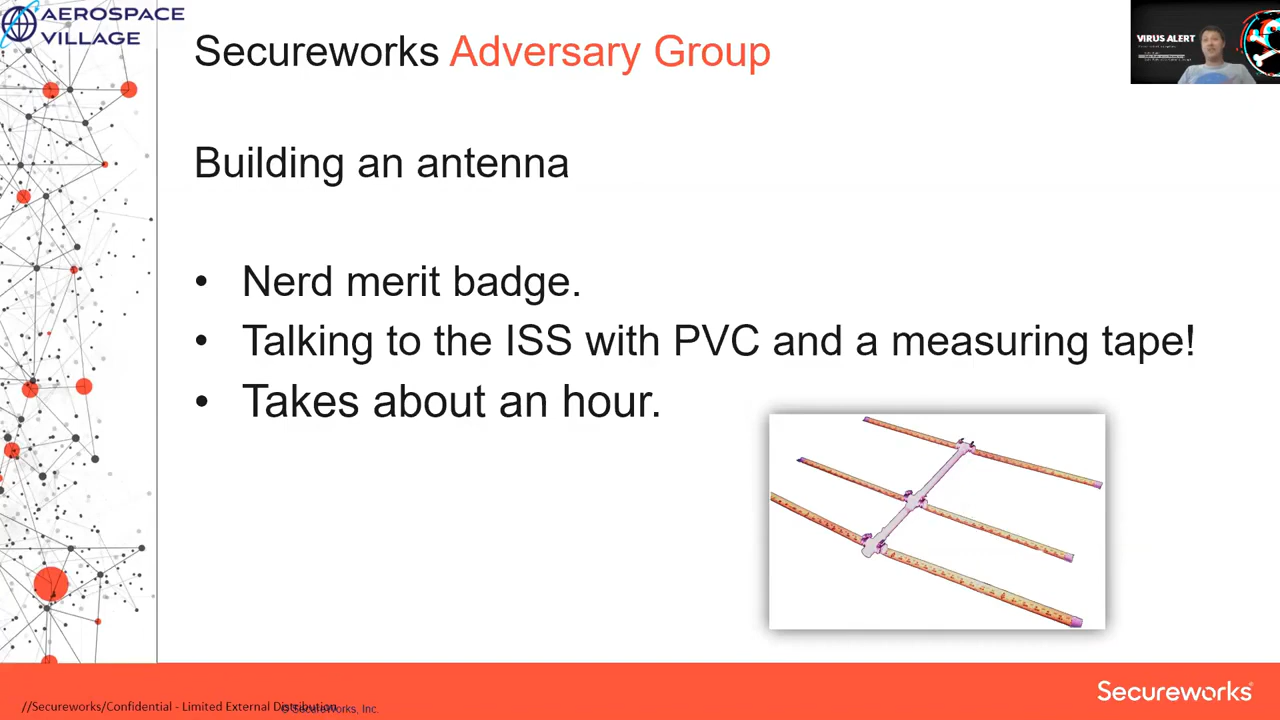 AEROSPACE
VILLAGE
Secureworks Adversary Group
VIRUS ALERT
Building an antenna
• Nerd merit badge.
• Talking to the ISS with PVC and a measuring tape!
• Takes about an hour.
Secureworks
//Secureworks/Confidential - Limited External Distribution
© SecureWorks, Inc.